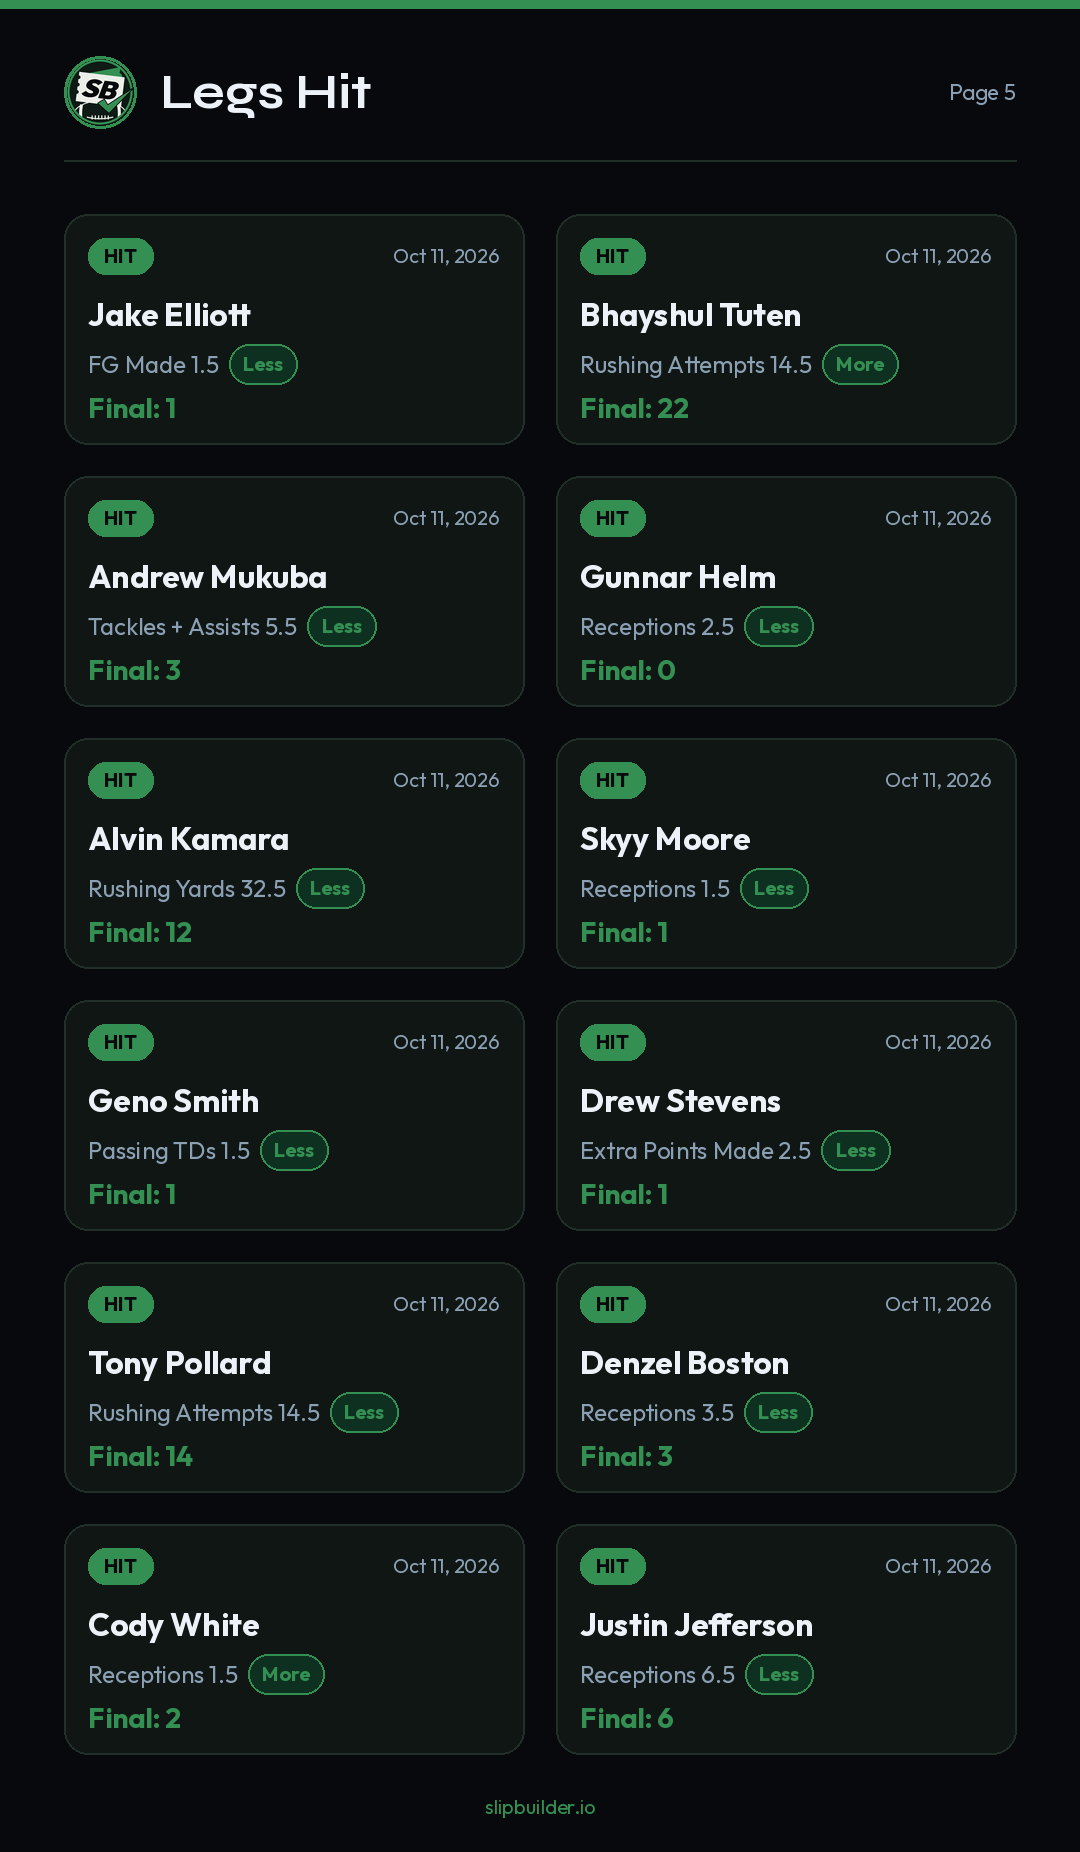 SB
Legs Hit
Page 5
HIT
Oct 11, 2026
Jake Elliott
FG Made 1.5 Less
Final: 1
HIT
Oct 11, 2026
Bhayshul Tuten
Rushing Attempts 14.5 More
Final: 22
HIT
Oct 11, 2026
Andrew Mukuba
Tackles + Assists 5.5 Less
Final: 3
HIT
Oct 11, 2026
Gunnar Helm
Receptions 2.5 Less
Final: 0
HIT
Oct 11, 2026
Alvin Kamara
Rushing Yards 32.5 Less
Final: 12
HIT
Oct 11, 2026
Skyy Moore
Receptions 1.5 Less
Final: 1
HIT
Oct 11, 2026
Geno Smith
Passing TDs 1.5 Less
Final: 1
HIT
Oct 11, 2026
Drew Stevens
Extra Points Made 2.5 Less
Final: 1
HIT
Oct 11, 2026
Tony Pollard
Rushing Attempts 14.5 Less
Final: 14
HIT
Oct 11, 2026
Denzel Boston
Receptions 3.5 Less
Final: 3
HIT
Oct 11, 2026
Cody White
Receptions 1.5 More
Final: 2
HIT
Oct 11, 2026
Justin Jefferson
Receptions 6.5 Less
Final: 6
slipbuilder.io